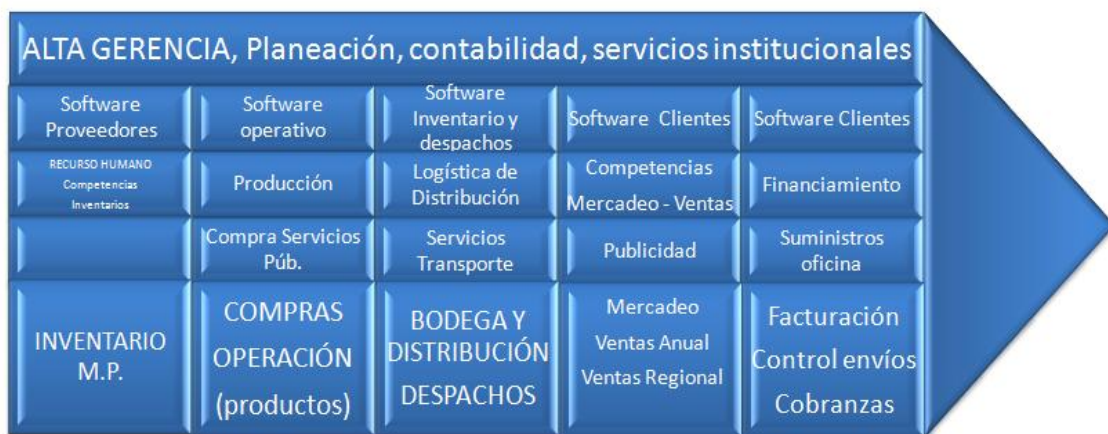 ALTA GERENCIA, Planeación, contabilidad, servicios institucionales
Software
Proveedores
Software
operativo
Software
Inventario y
despachos
Software Clientes
Software Clientes
RECURSO HUMANO
Competencias
Inventarios
Producción
Logística de
Distribución
Competencias
Mercadeo - Ventas
Financiamiento
Compra Servicios
Púb.
Servicios
Transporte
Publicidad
Suministros
oficina
INVENTARIO
M.P.
COMPRAS
OPERACIÓN
(productos)
BODEGA Y
DISTRIBUCIÓN
DESPACHOS
Mercadeo
Ventas Anual
Ventas Regional
Facturación
Control envíos
Cobranzas